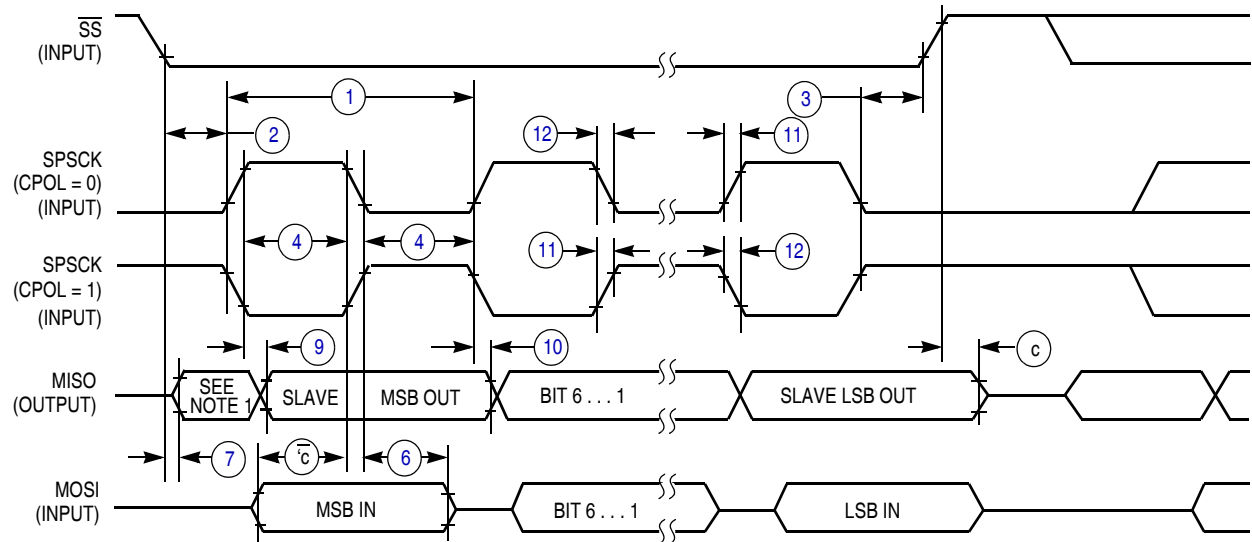 SS
(INPUT)
1
3
2
12
11
SPSCK
(CPOL = 0)
(INPUT)
4
4
11
12
SPSCK
(CPOL = 1)
(INPUT)
9
10
c
MISO
(OUTPUT)
SEE
NOTE 1
SLAVE
MSB OUT
BIT 6 . . . 1
SLAVE LSB OUT
7
6
MOSI
(INPUT)
MSB IN
BIT 6 . . . 1
LSB IN